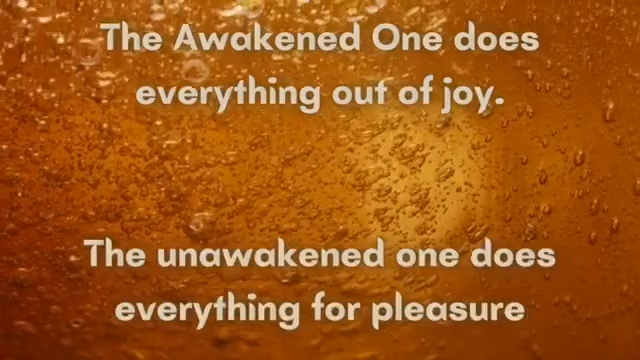 The Awakened One does
everything out of joy.
The unawakened one does
everything for pleasure